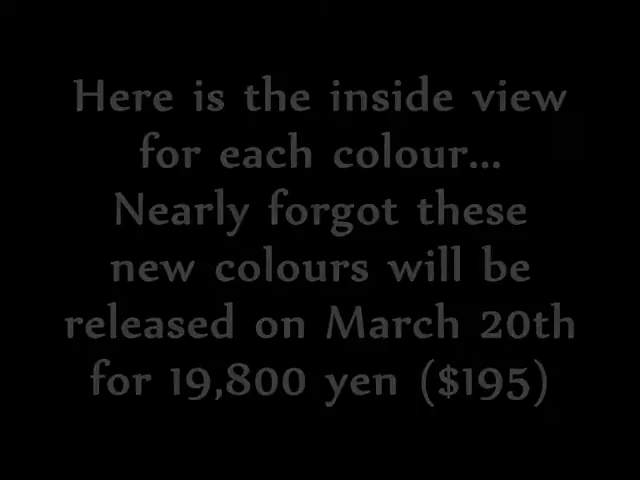 Here is the inside view
for each colour...
Nearly forgot these
new colours will be
released on March 20th
for 19,800 yen ($195)